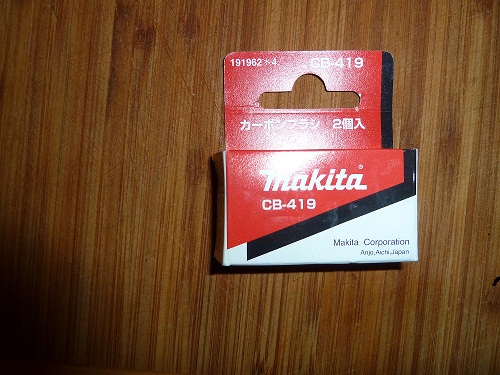 191962-4 CB-419
カーボンブラシ 2個入
makita®
CB-419
Makita Corporation
Anjo, Aichi, Japan